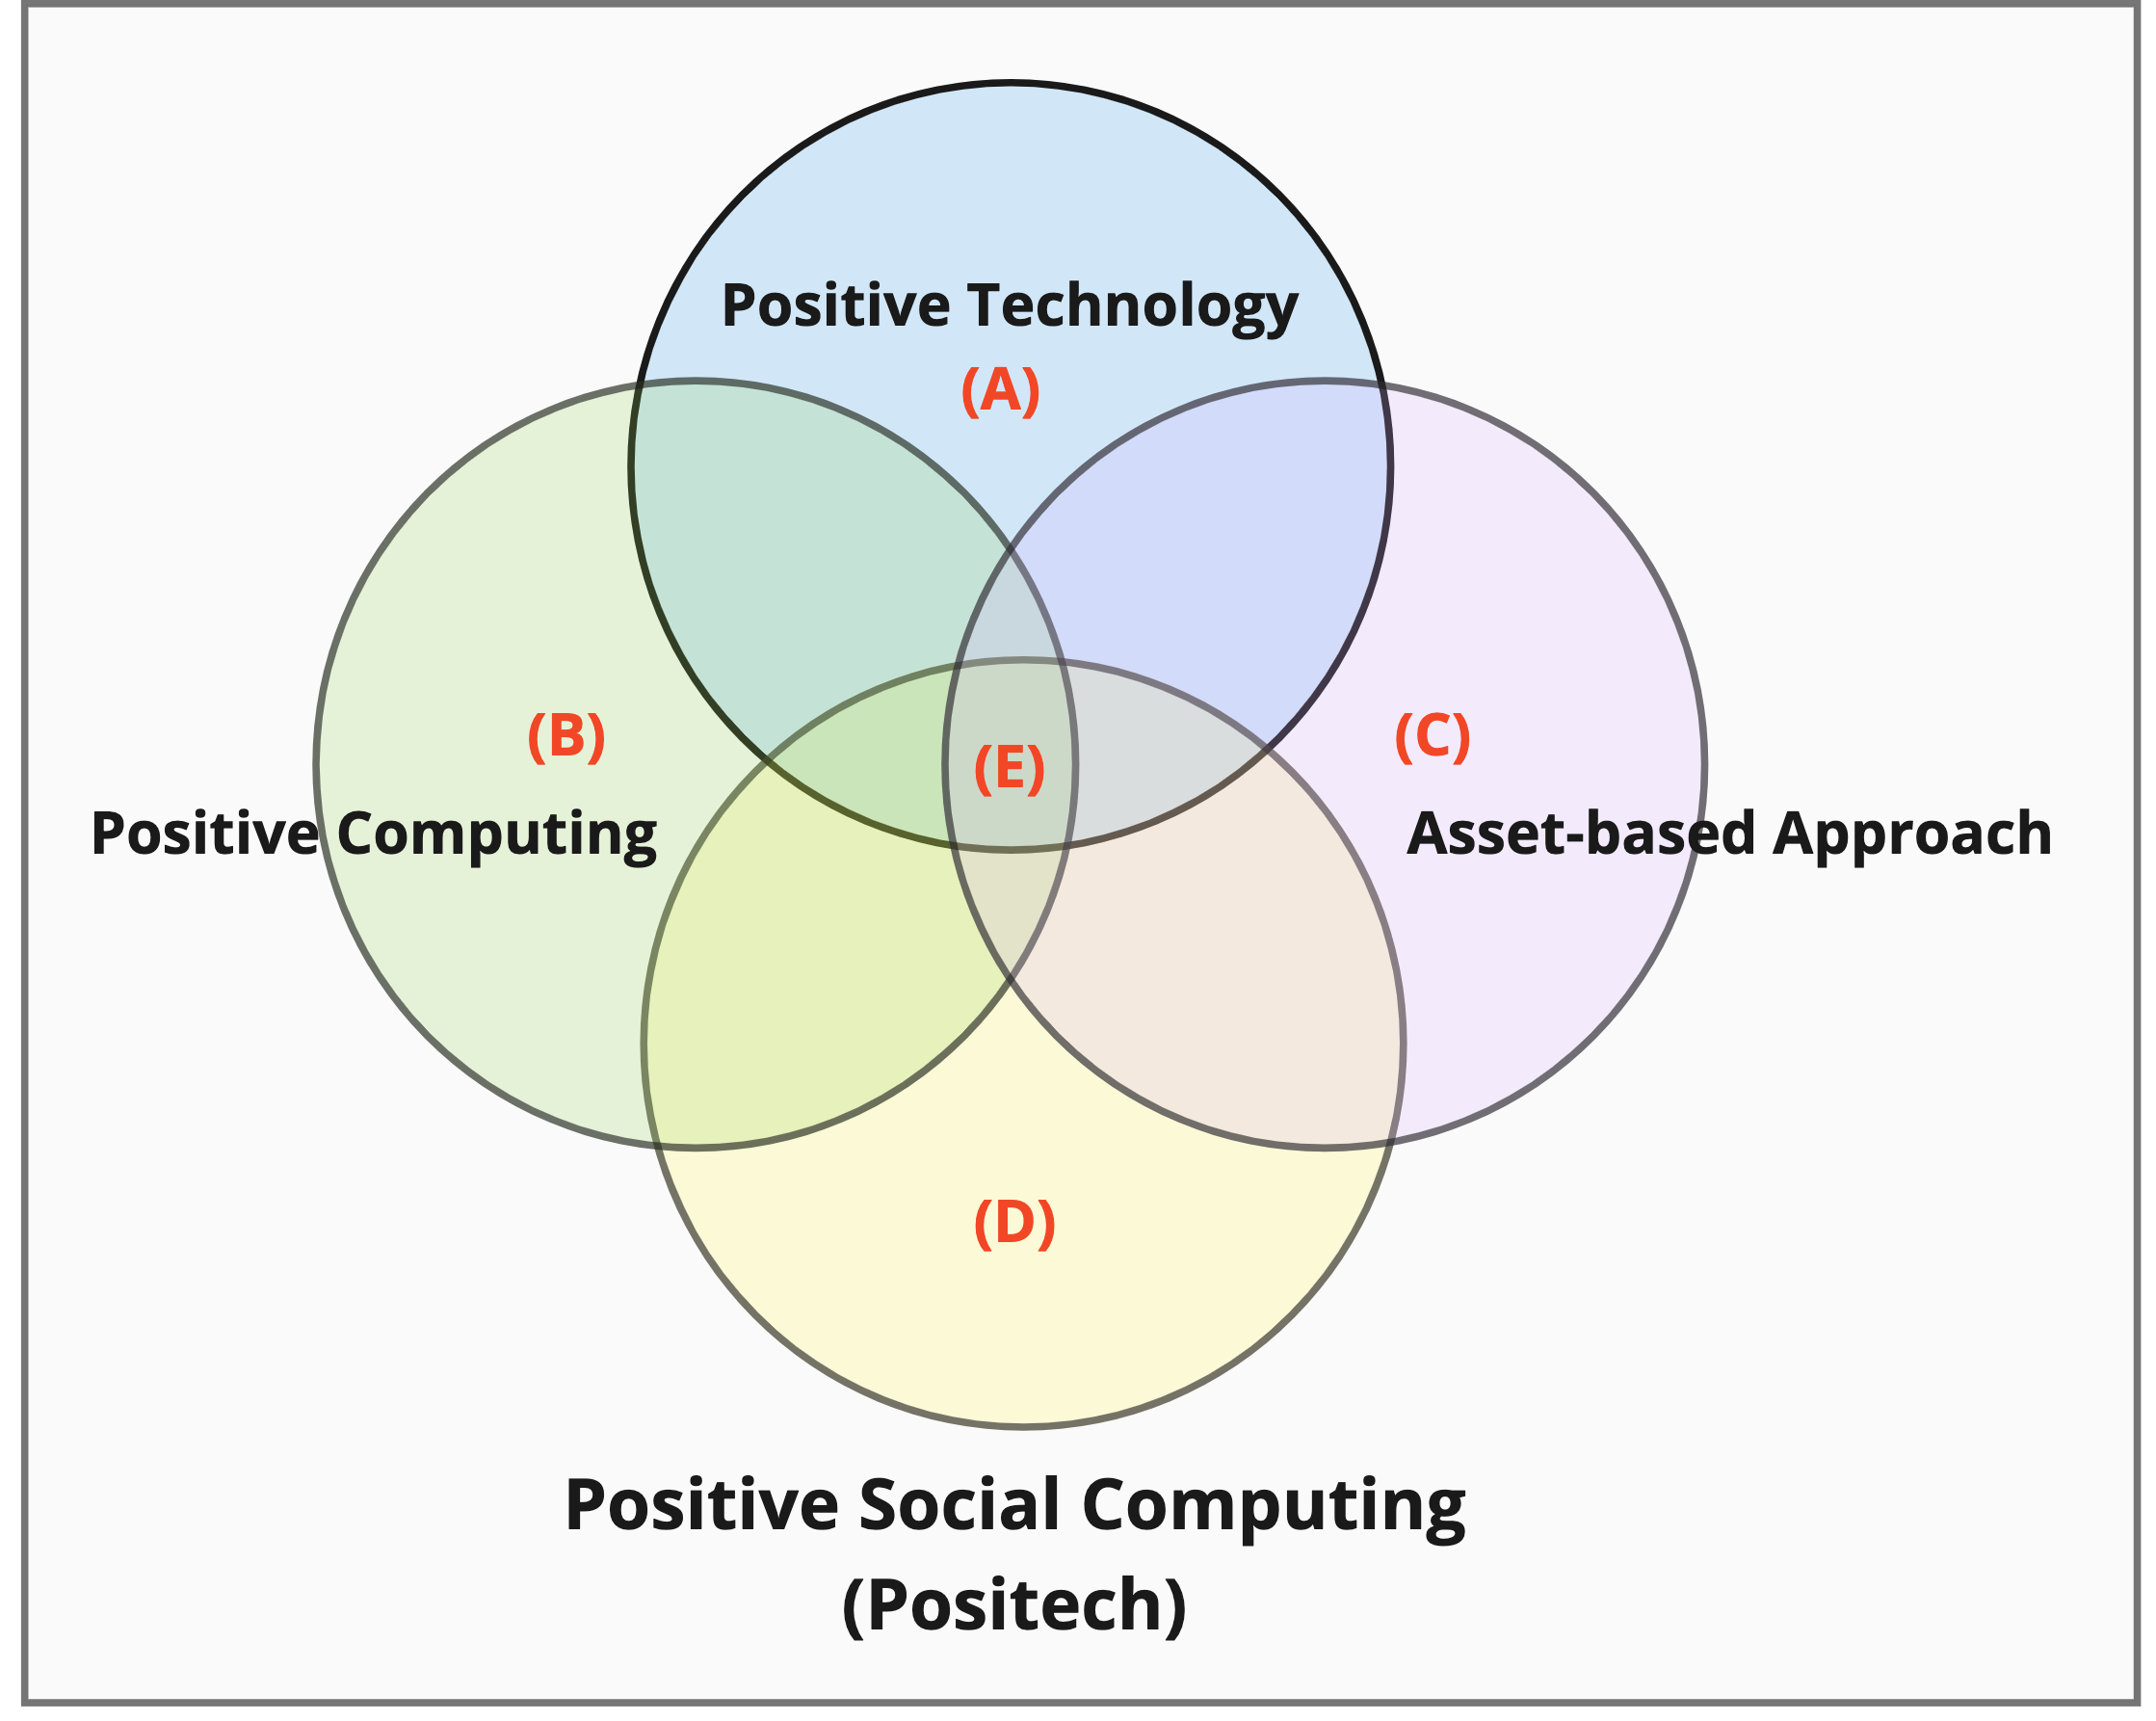 Positive Technology
(A)
(B)
(C)
(E)
Positive Computing
Asset-based Approach
(D)
Positive Social Computing
(Positech)